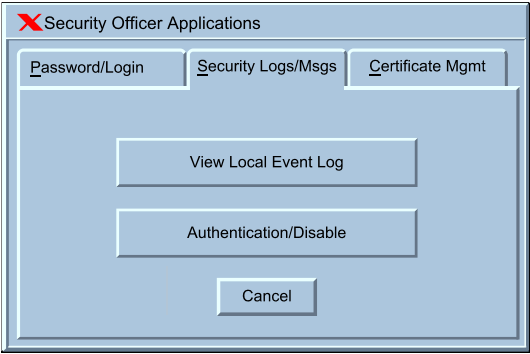 Security Officer Applications
Password/Login Security Logs/Msgs Certificate Mgmt
View Local Event Log
Authentication/Disable
Cancel